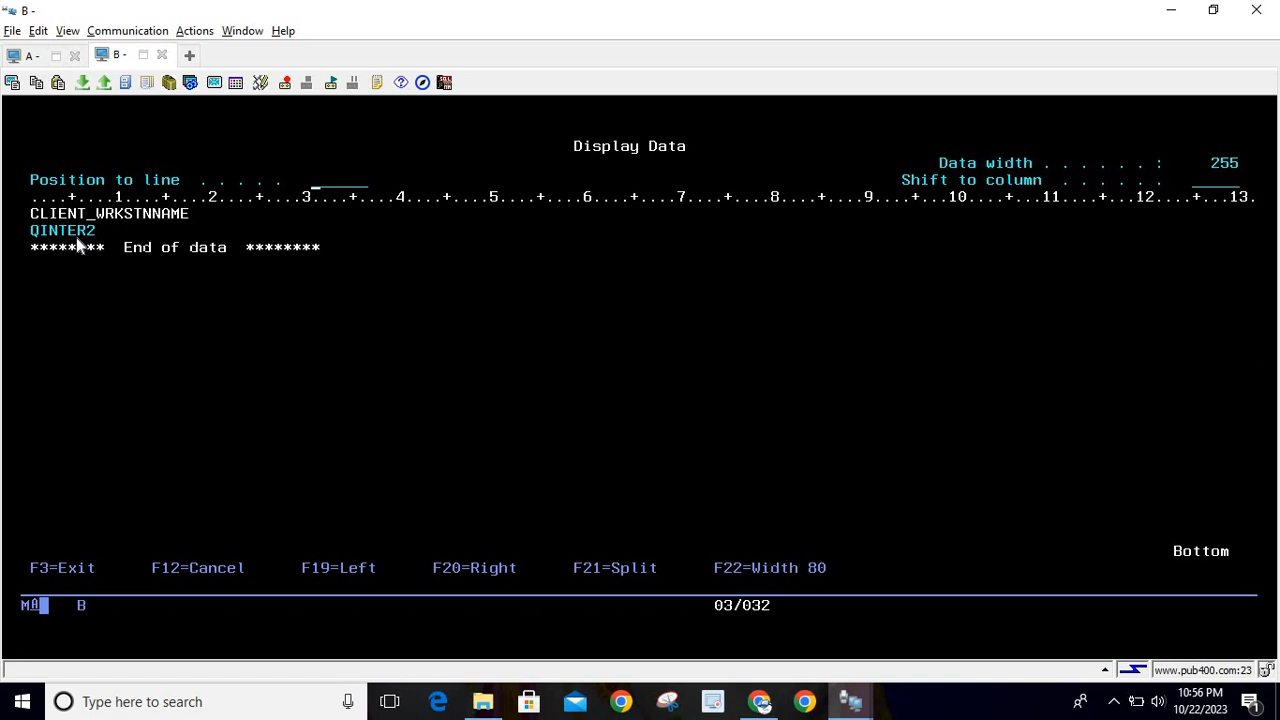 B -
File Edit View Communication Actions Window Help
A - B -
Display Data
Data width . . . . . . : 255
Position to line . . . . . Shift to column . . . . . .
....+....1....+....2....+....3....+....4....+....5....+....6....+....7....+....8....+....9....+...10....+...11....+...12....+...13.
CLIENT_WRKSTNNAME
QINTER2
******** End of data ********
Bottom
F3=Exit F12=Cancel F19=Left F20=Right F21=Split F22=Width 80
MA B 03/032
www.pub400.com:23
Type here to search
10:56 PM
10/22/2023